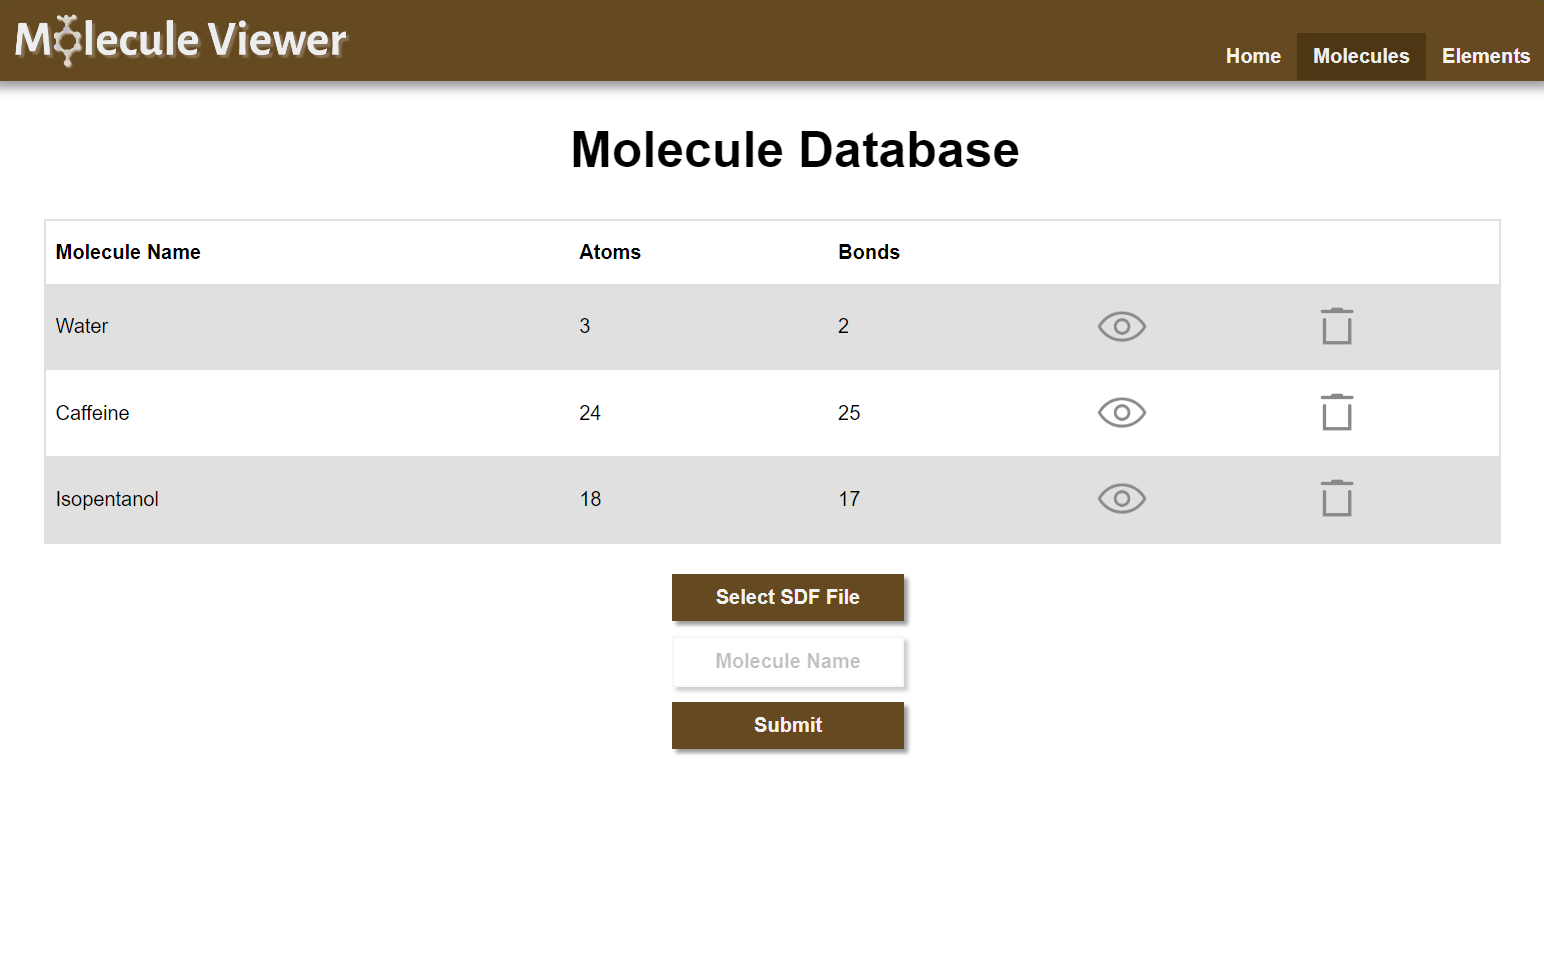 Molecule Viewer
Home Molecules Elements
Molecule Database
Molecule Name Atoms Bonds
Water 3 2
Caffeine 24 25
Isopentanol 18 17
Select SDF File
Molecule Name
Submit